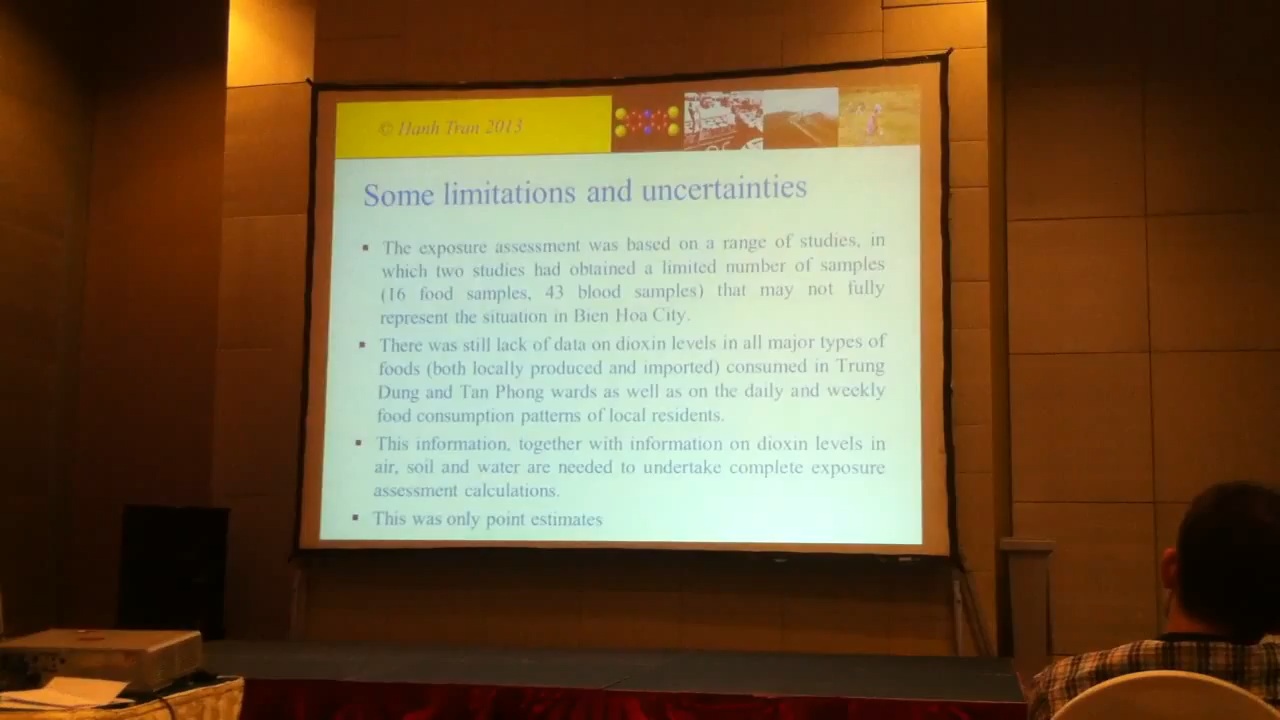 © Hanh Tran 2013
Some limitations and uncertainties
▪ The exposure assessment was based on a range of studies, in
which two studies had obtained a limited number of samples
(16 food samples, 43 blood samples) that may not fully
represent the situation in Bien Hoa City.
▪ There was still lack of data on dioxin levels in all major types of
foods (both locally produced and imported) consumed in Trung
Dung and Tan Phong wards as well as on the daily and weekly
food consumption patterns of local residents.
▪ This information, together with information on dioxin levels in
air, soil and water are needed to undertake complete exposure
assessment calculations.
▪ This was only point estimates